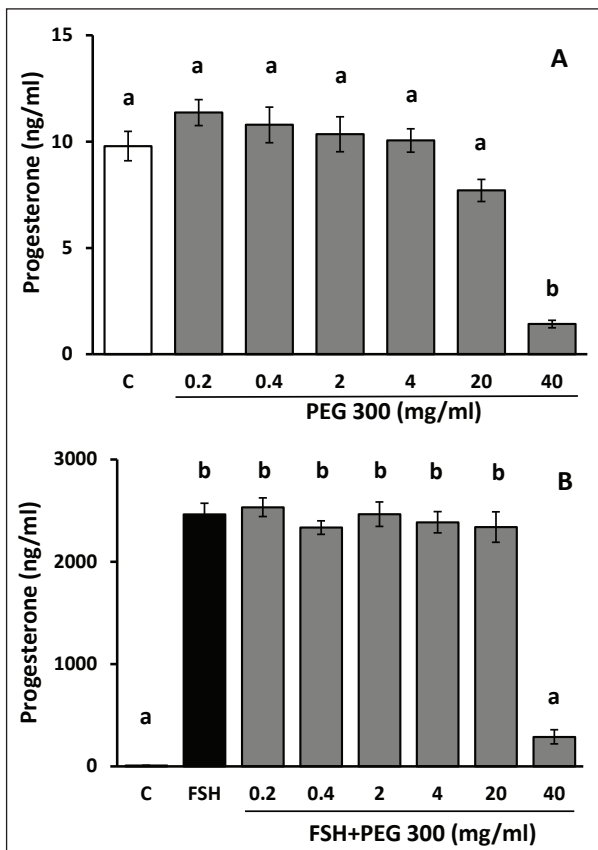 A
15
10
5
0
Progesterone (ng/ml)
a a a a a a b
C 0.2 0.4 2 4 20 40
PEG 300 (mg/ml)
B
3000
2000
1000
0
Progesterone (ng/ml)
a b b b b b b a
C FSH 0.2 0.4 2 4 20 40
FSH+PEG 300 (mg/ml)